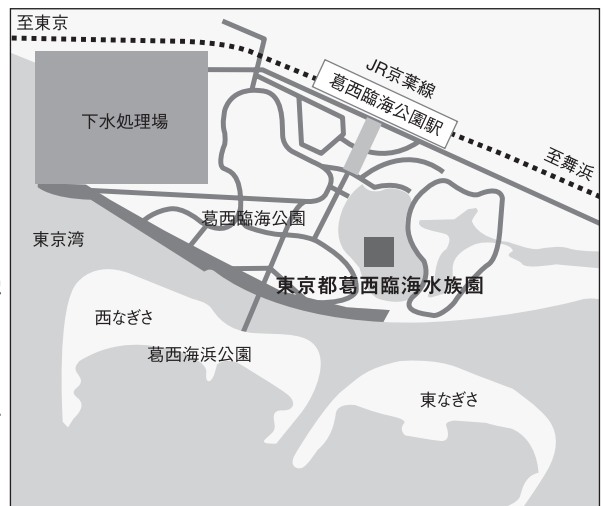 至東京
JR京葉線
葛西臨海公園駅
至舞浜
下水処理場
葛西臨海公園
東京湾
東京都葛西臨海水族園
西なぎさ
葛西海浜公園
東なぎさ